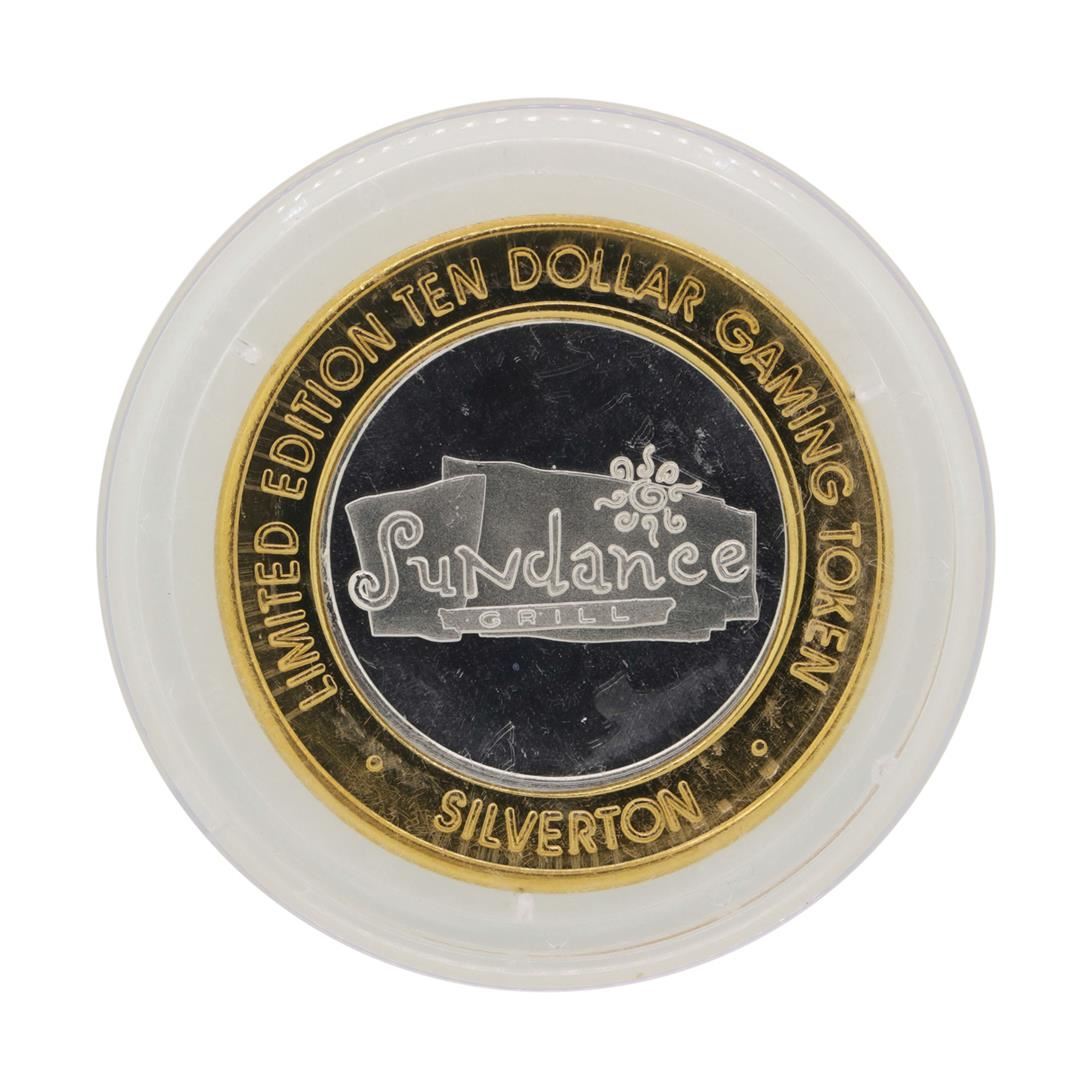 LIMITED EDITION TEN DOLLAR GAMING TOKEN
Sundance
GRILL
SILVERTON